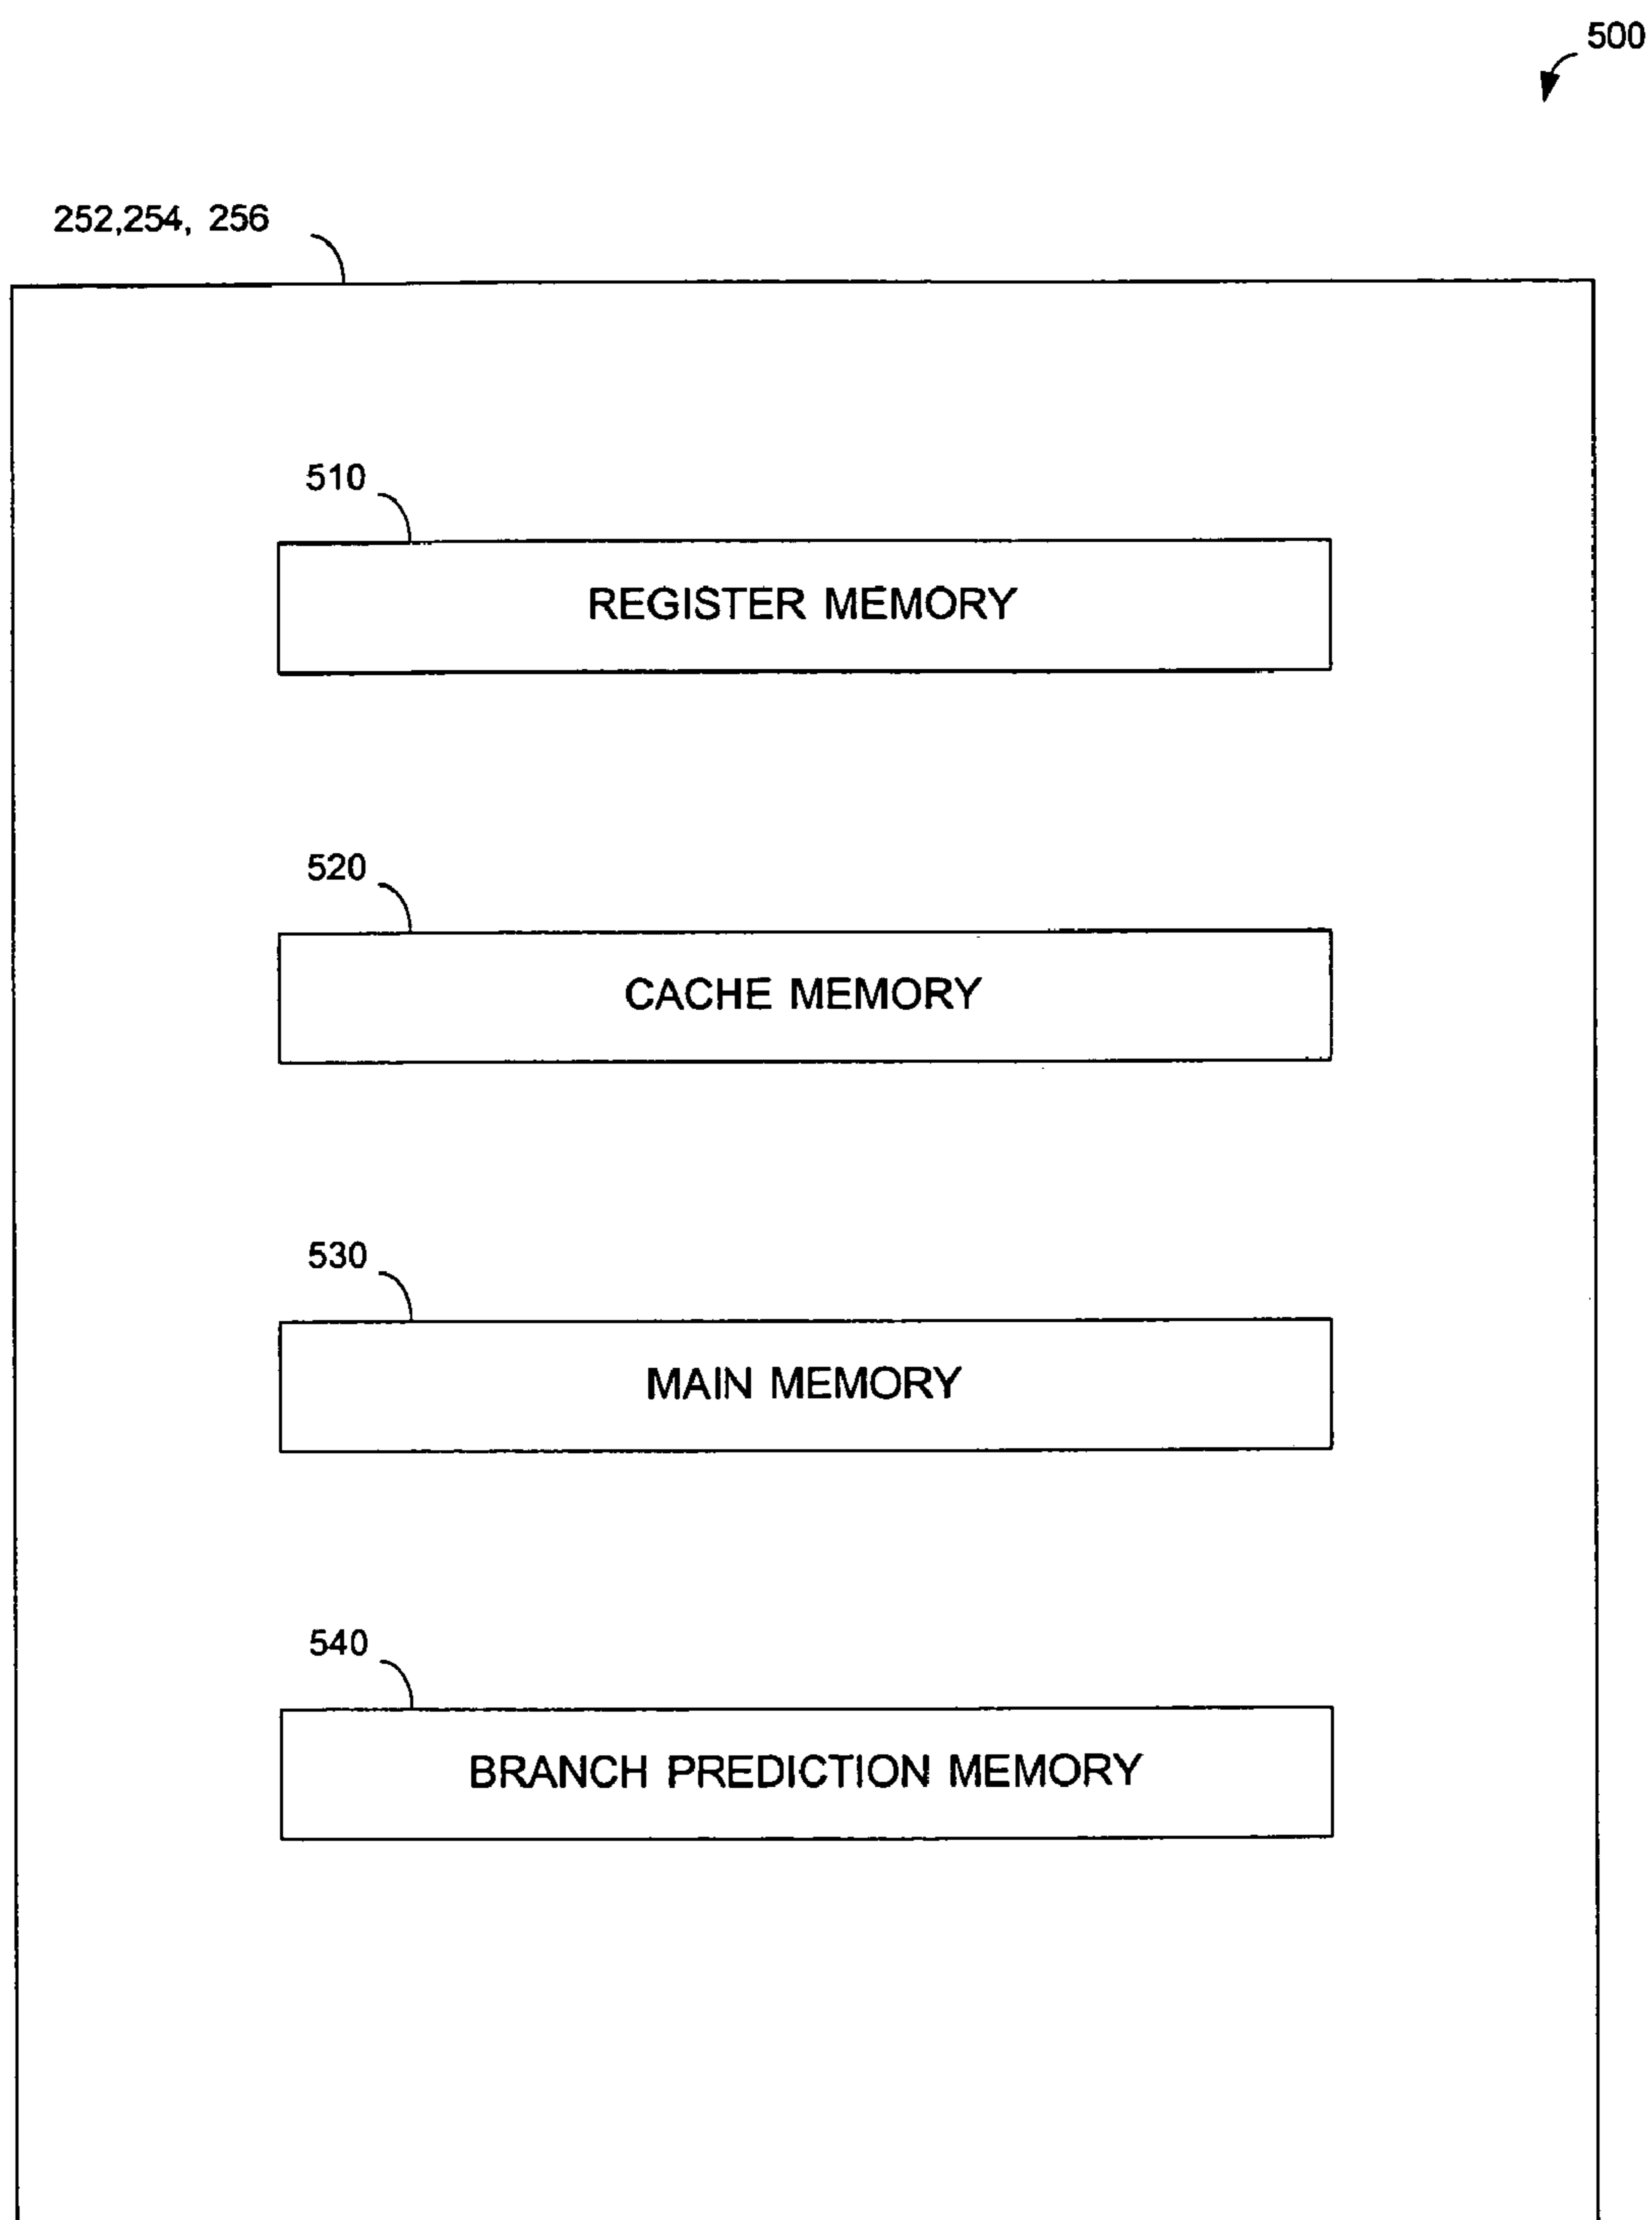 500
252,254, 256
510
REGISTER MEMORY
520
CACHE MEMORY
530
MAIN MEMORY
540
BRANCH PREDICTION MEMORY